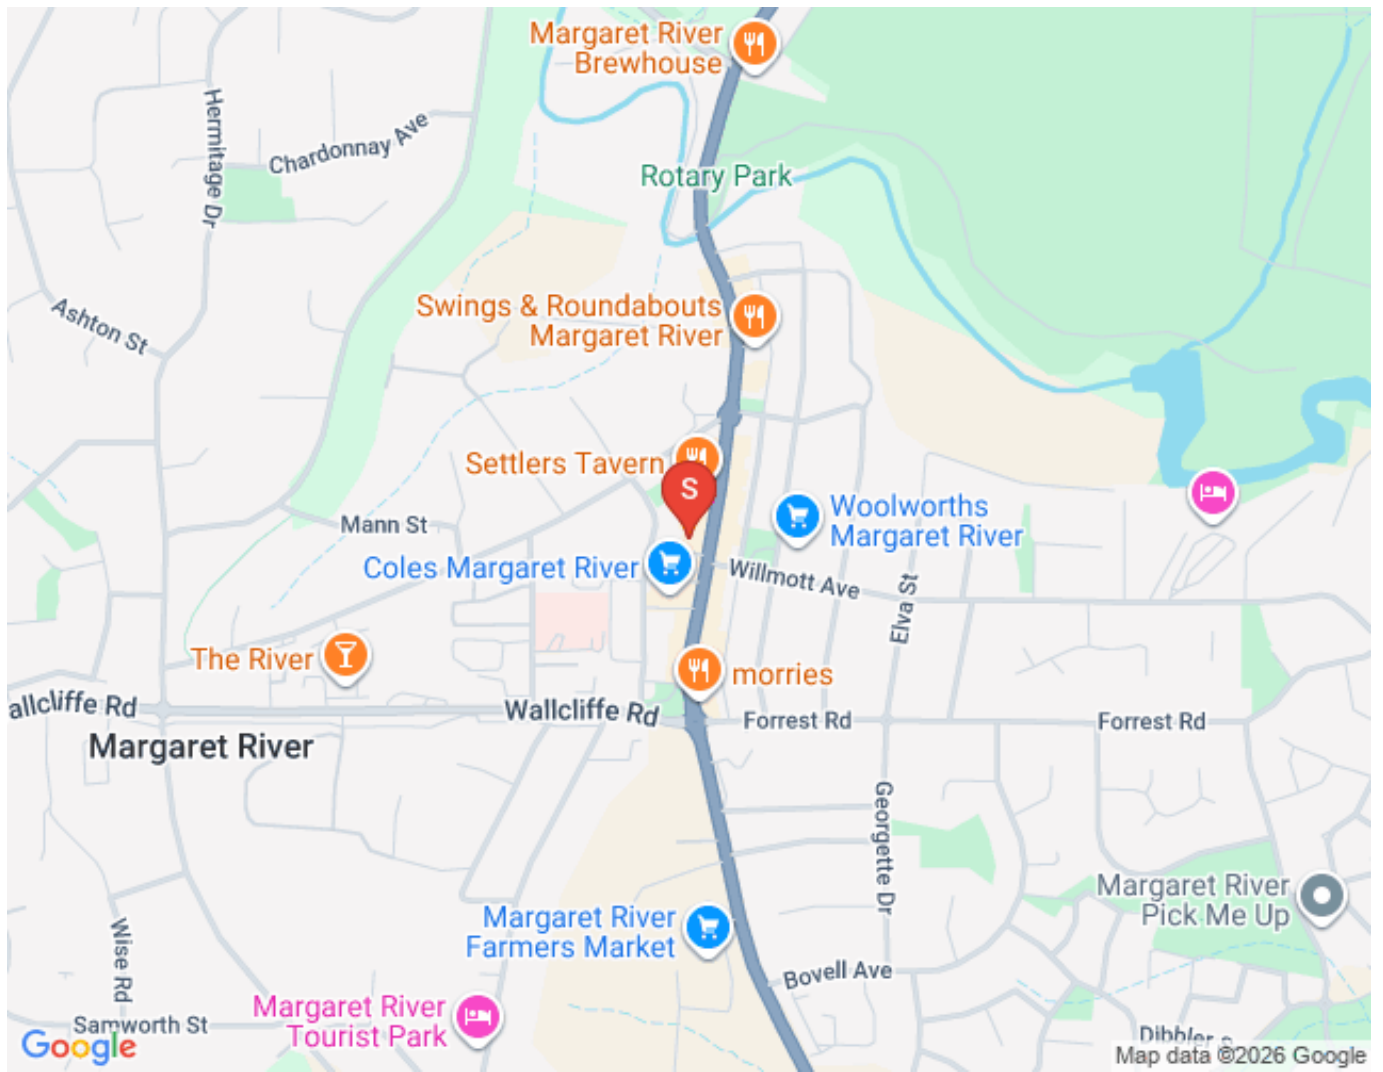 Margaret River
Brewhouse
Hermitage Dr
Chardonnay Ave
Rotary Park
Ashton St
Swings & Roundabouts
Margaret River
Settlers Tavern
S
Mann St
Woolworths
Margaret River
Coles Margaret River
Willmott Ave
Elva St
The River
morries
allcliffe Rd
Wallcliffe Rd
Forrest Rd
Forrest Rd
Margaret River
Georgette Dr
Margaret River
Pick Me Up
Margaret River
Farmers Market
Wise Rd
Bovell Ave
Margaret River
Tourist Park
Samworth St
Google
Dibbler
Map data ©2026 Google